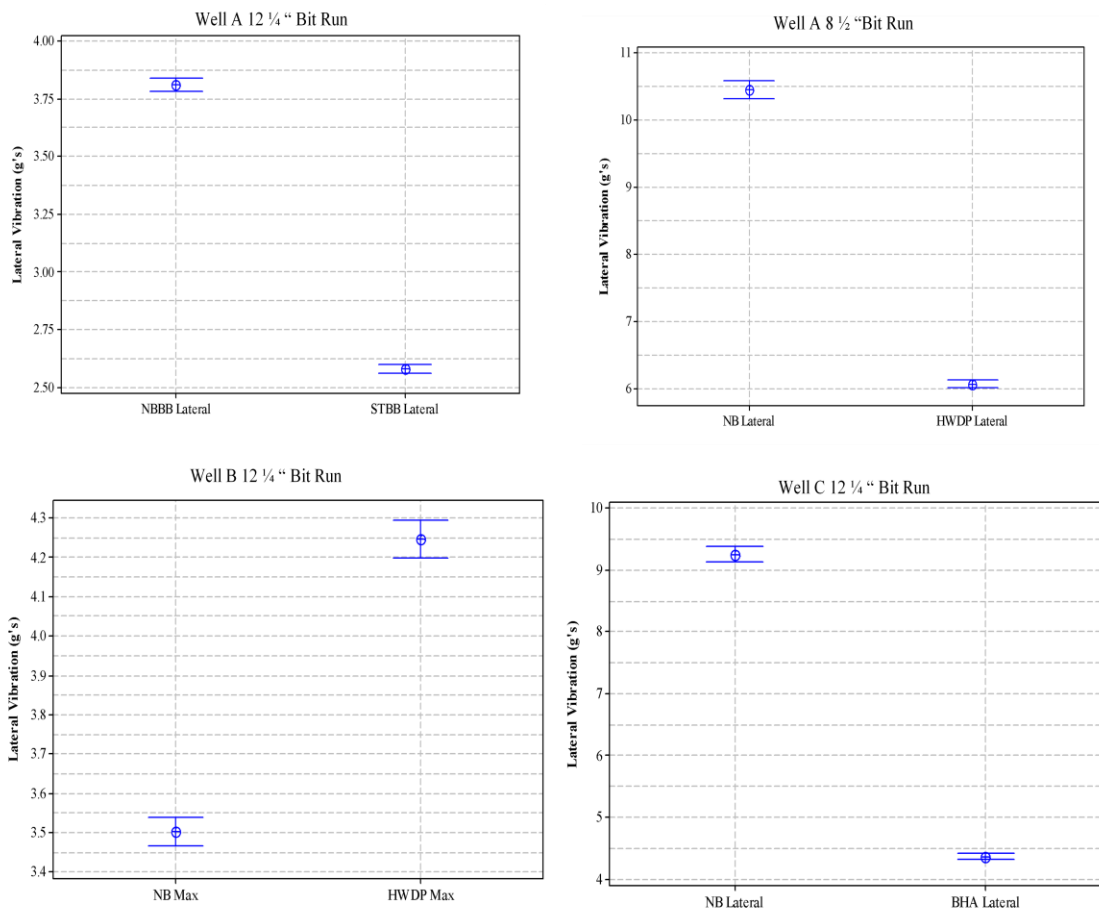 Well A 12 ¼ “ Bit Run
4.00
3.75
3.50
3.25
3.00
2.75
2.50
Lateral Vibration (g's)
NBBB Lateral STBB Lateral
Well A 8 ½ “Bit Run
11
10
9
8
7
6
Lateral Vibration (g's)
NB Lateral HWDP Lateral
Well B 12 ¼ “ Bit Run
4.3
4.2
4.1
4.0
3.9
3.8
3.7
3.6
3.5
3.4
Lateral Vibration (g's)
NB Max HWDP Max
Well C 12 ¼ “ Bit Run
10
9
8
7
6
5
4
Lateral Vibration (g's)
NB Lateral BHA Lateral